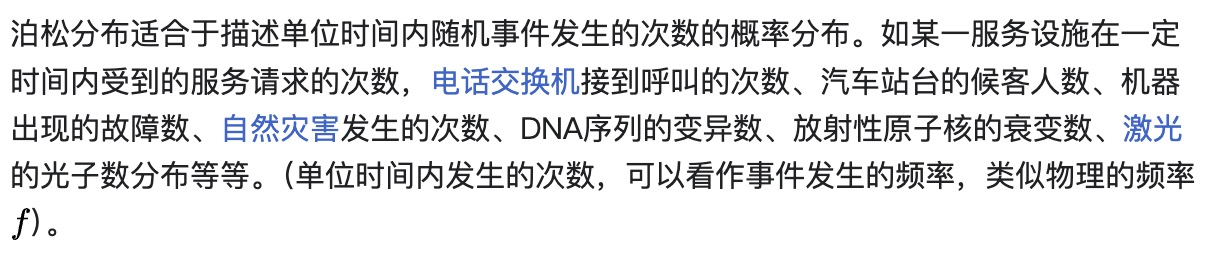 泊松分布适合于描述单位时间内随机事件发生的次数的概率分布。如某一服务设施在一定
时间内受到的服务请求的次数，电话交换机接到呼叫的次数、汽车站台的候客人数、机器
出现的故障数、自然灾害发生的次数、DNA序列的变异数、放射性原子核的衰变数、激光
的光子数分布等等。（单位时间内发生的次数，可以看作事件发生的频率，类似物理的频率
f）。